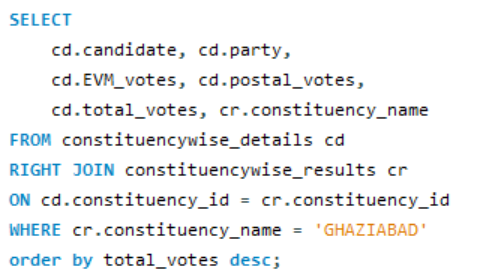 SELECT
    cd.candidate, cd.party,
    cd.EVM_votes, cd.postal_votes,
    cd.total_votes, cr.constituency_name
FROM constituencywise_details cd
RIGHT JOIN constituencywise_results cr
ON cd.constituency_id = cr.constituency_id
WHERE cr.constituency_name = 'GHAZIABAD'
order by total_votes desc;